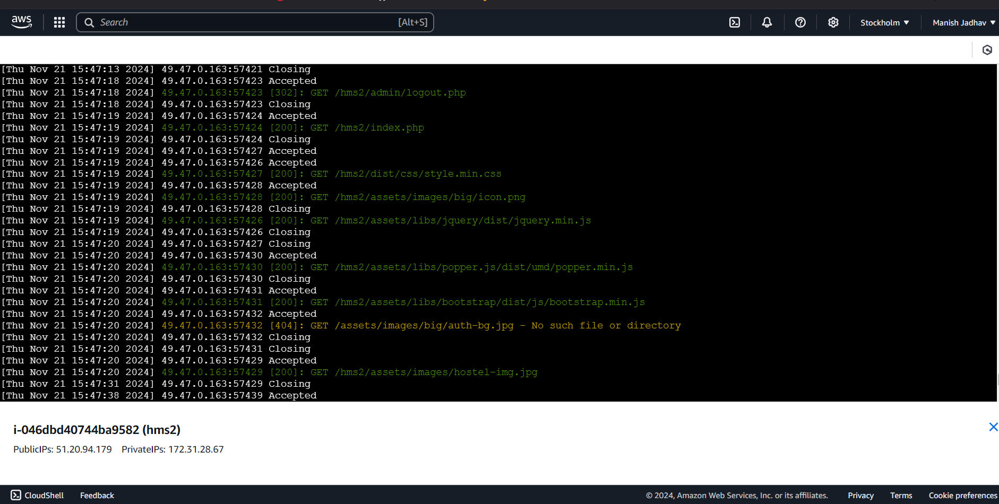 aws
Search [Alt+S] Stockholm ▼ Manish Jadhav ▼
[Thu Nov 21 15:47:13 2024] 49.47.0.163:57421 Closing
[Thu Nov 21 15:47:18 2024] 49.47.0.163:57423 Accepted
[Thu Nov 21 15:47:18 2024] 49.47.0.163:57423 [302]: GET /hms2/admin/logout.php
[Thu Nov 21 15:47:18 2024] 49.47.0.163:57423 Closing
[Thu Nov 21 15:47:19 2024] 49.47.0.163:57424 Accepted
[Thu Nov 21 15:47:19 2024] 49.47.0.163:57424 [200]: GET /hms2/index.php
[Thu Nov 21 15:47:19 2024] 49.47.0.163:57424 Closing
[Thu Nov 21 15:47:19 2024] 49.47.0.163:57427 Accepted
[Thu Nov 21 15:47:19 2024] 49.47.0.163:57426 Accepted
[Thu Nov 21 15:47:19 2024] 49.47.0.163:57427 [200]: GET /hms2/dist/css/style.min.css
[Thu Nov 21 15:47:19 2024] 49.47.0.163:57428 Accepted
[Thu Nov 21 15:47:19 2024] 49.47.0.163:57428 [200]: GET /hms2/assets/images/big/icon.png
[Thu Nov 21 15:47:19 2024] 49.47.0.163:57428 Closing
[Thu Nov 21 15:47:19 2024] 49.47.0.163:57426 [200]: GET /hms2/assets/libs/jquery/dist/jquery.min.js
[Thu Nov 21 15:47:19 2024] 49.47.0.163:57426 Closing
[Thu Nov 21 15:47:20 2024] 49.47.0.163:57427 Closing
[Thu Nov 21 15:47:20 2024] 49.47.0.163:57430 Accepted
[Thu Nov 21 15:47:20 2024] 49.47.0.163:57430 [200]: GET /hms2/assets/libs/popper.js/dist/umd/popper.min.js
[Thu Nov 21 15:47:20 2024] 49.47.0.163:57430 Closing
[Thu Nov 21 15:47:20 2024] 49.47.0.163:57431 Accepted
[Thu Nov 21 15:47:20 2024] 49.47.0.163:57431 [200]: GET /hms2/assets/libs/bootstrap/dist/js/bootstrap.min.js
[Thu Nov 21 15:47:20 2024] 49.47.0.163:57432 Accepted
[Thu Nov 21 15:47:20 2024] 49.47.0.163:57432 [404]: GET /assets/images/big/auth-bg.jpg - No such file or directory
[Thu Nov 21 15:47:20 2024] 49.47.0.163:57432 Closing
[Thu Nov 21 15:47:20 2024] 49.47.0.163:57431 Closing
[Thu Nov 21 15:47:20 2024] 49.47.0.163:57429 Accepted
[Thu Nov 21 15:47:20 2024] 49.47.0.163:57429 [200]: GET /hms2/assets/images/hostel-img.jpg
[Thu Nov 21 15:47:31 2024] 49.47.0.163:57429 Closing
[Thu Nov 21 15:47:38 2024] 49.47.0.163:57439 Accepted
i-046dbd40744ba9582 (hms2)
PublicIPs: 51.20.94.179 PrivateIPs: 172.31.28.67
CloudShell Feedback © 2024, Amazon Web Services, Inc. or its affiliates. Privacy Terms Cookie preferences